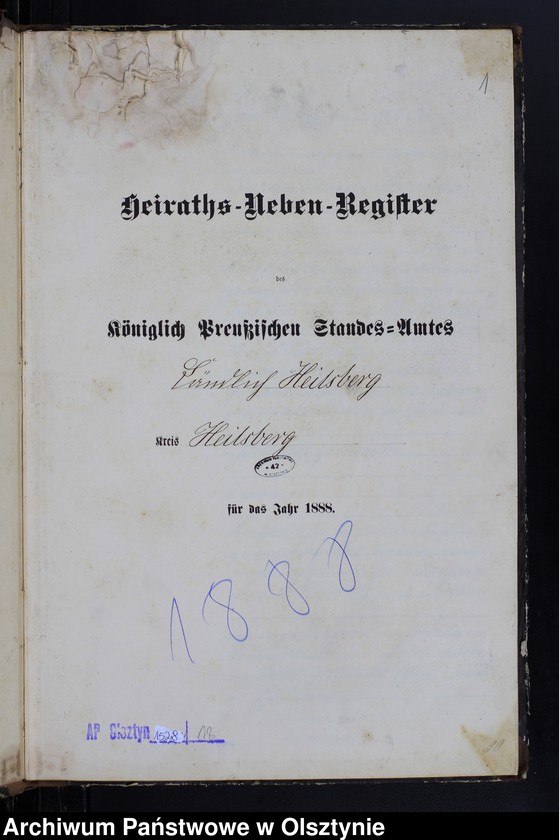 1
Heiraths-Neben-Register
des
Königlich Preußischen Standes=Amtes
Ländlich Heilsberg
Kreis Heilsberg
- 42 -
für das Jahr 1888.
1888
AP Olsztyn 1528/
Archiwum Państwowe w Olsztynie